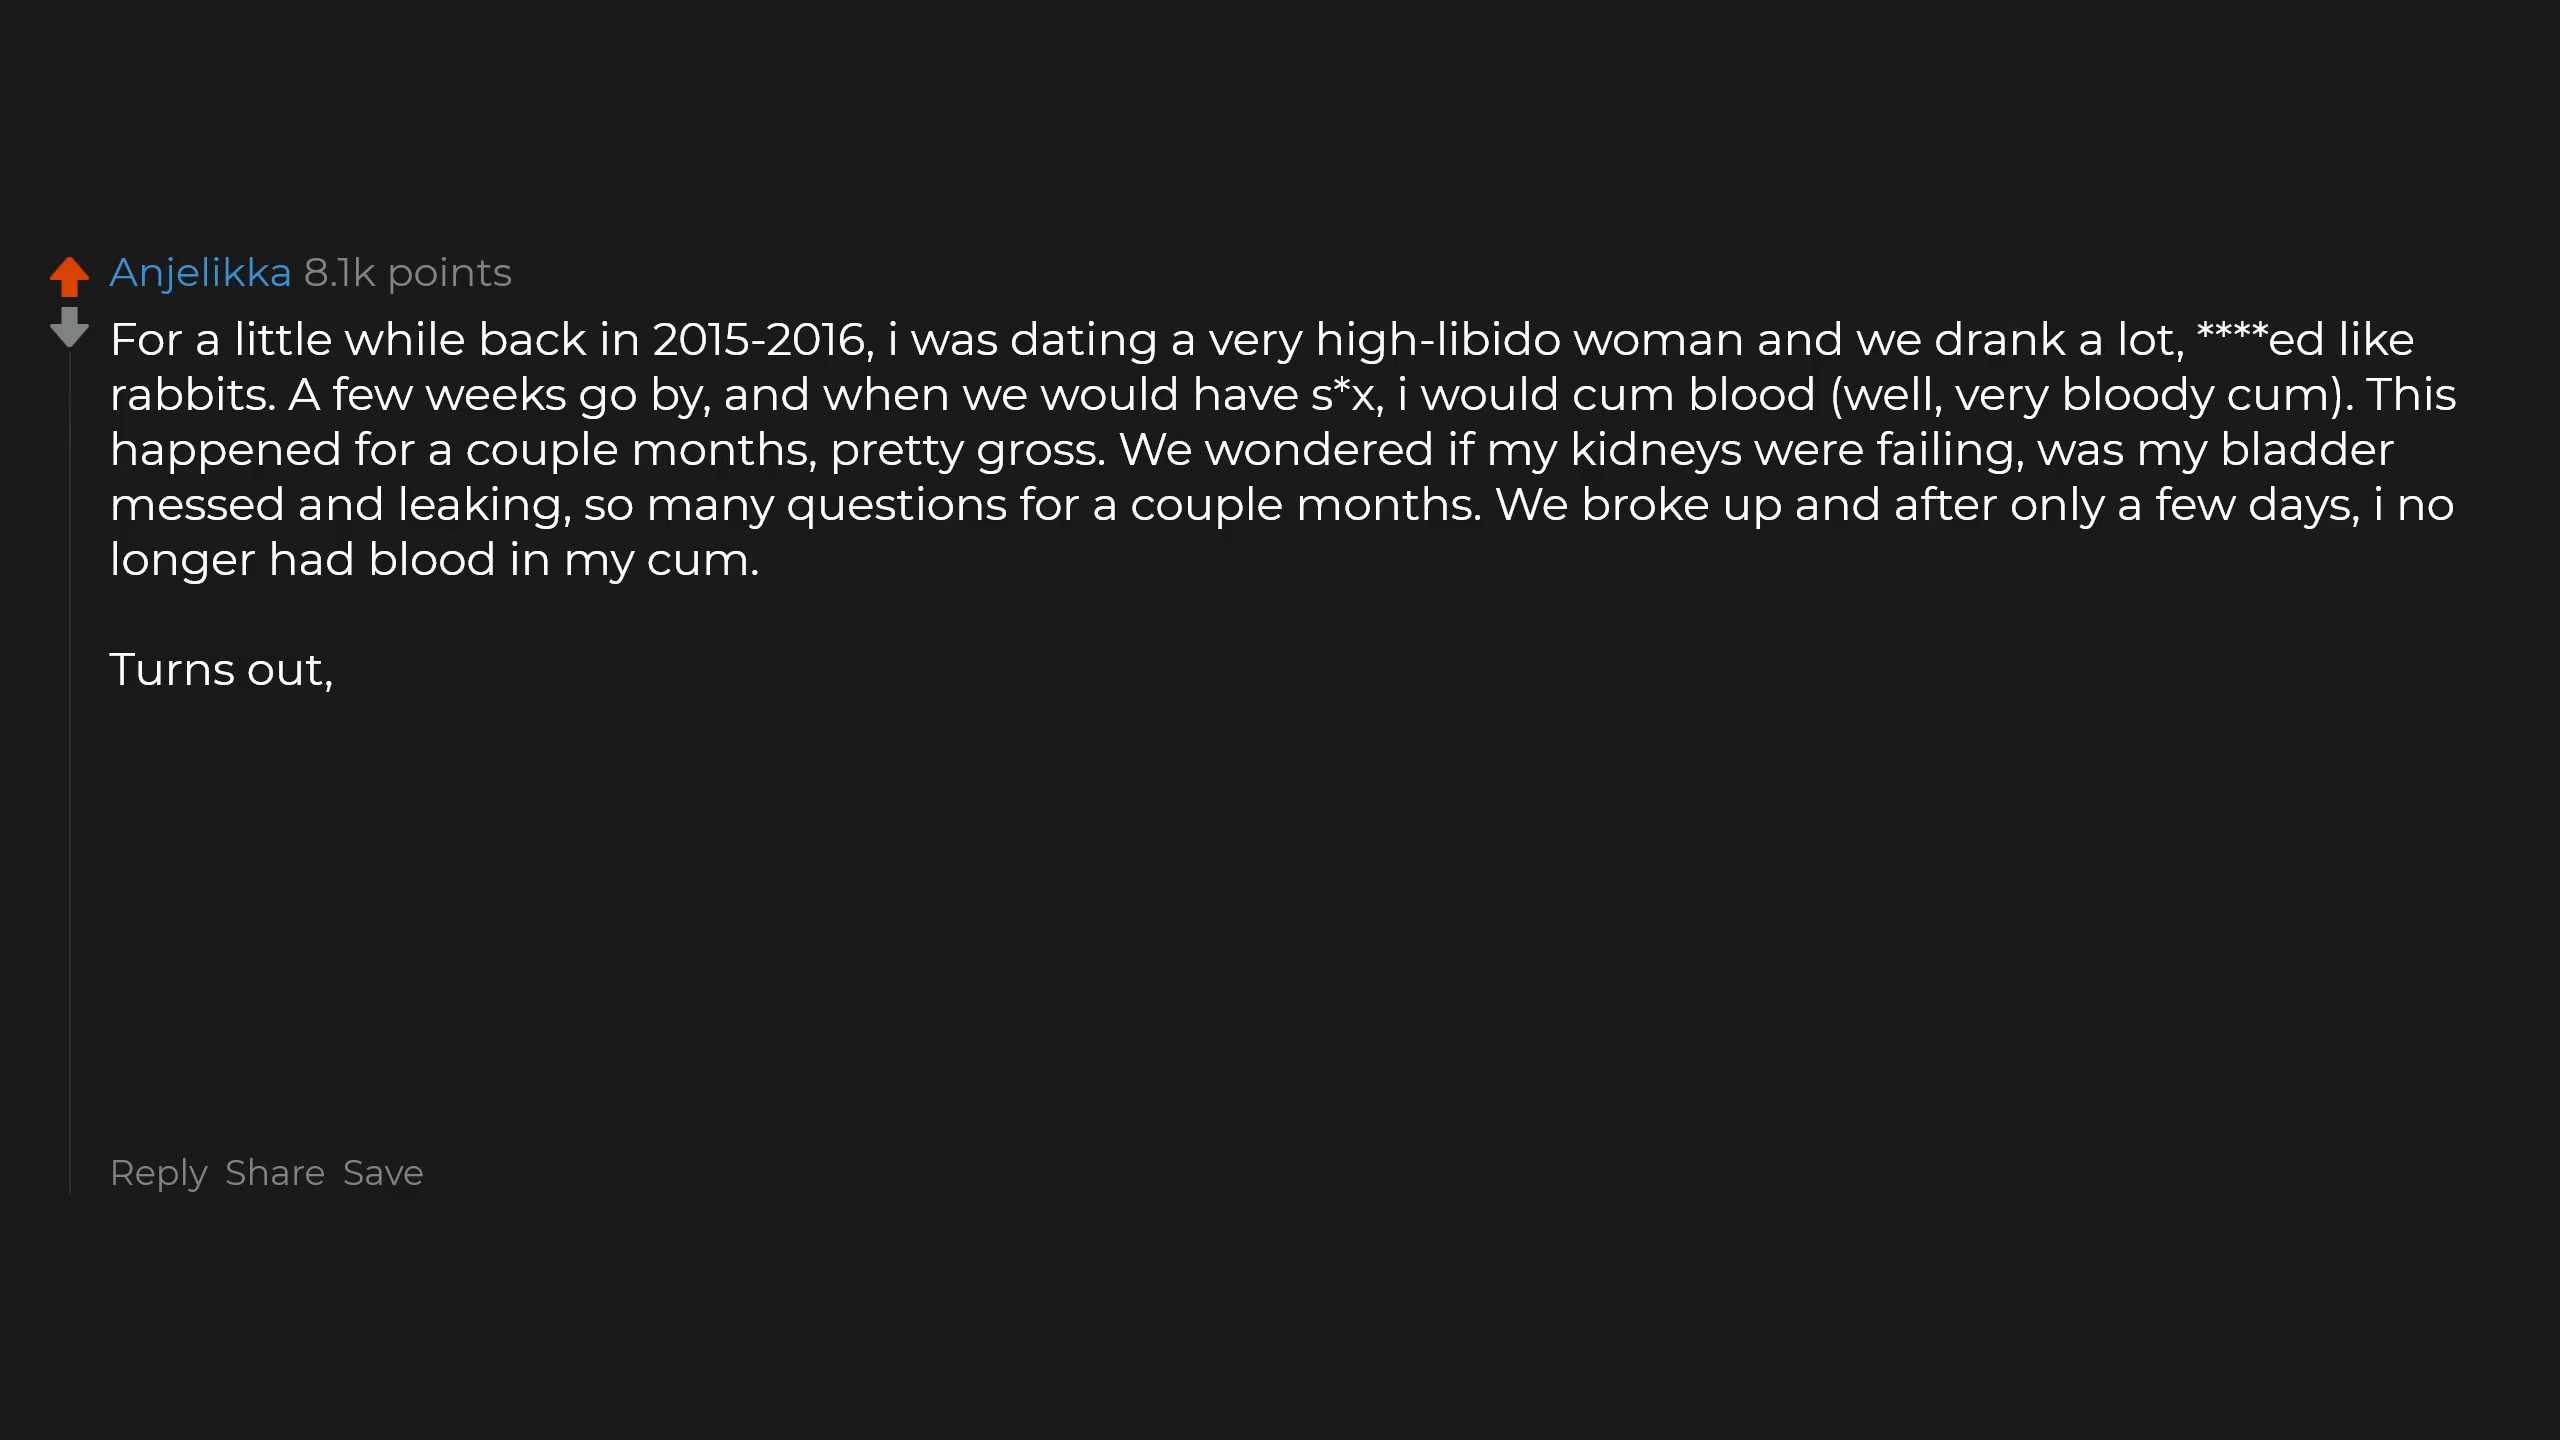 Anjelikka 8.1k points
For a little while back in 2015-2016, i was dating a very high-libido woman and we drank a lot, ****ed like
rabbits. A few weeks go by, and when we would have s*x, i would cum blood (well, very bloody cum). This
happened for a couple months, pretty gross. We wondered if my kidneys were failing, was my bladder
messed and leaking, so many questions for a couple months. We broke up and after only a few days, i no
longer had blood in my cum.
Turns out,
Reply Share Save